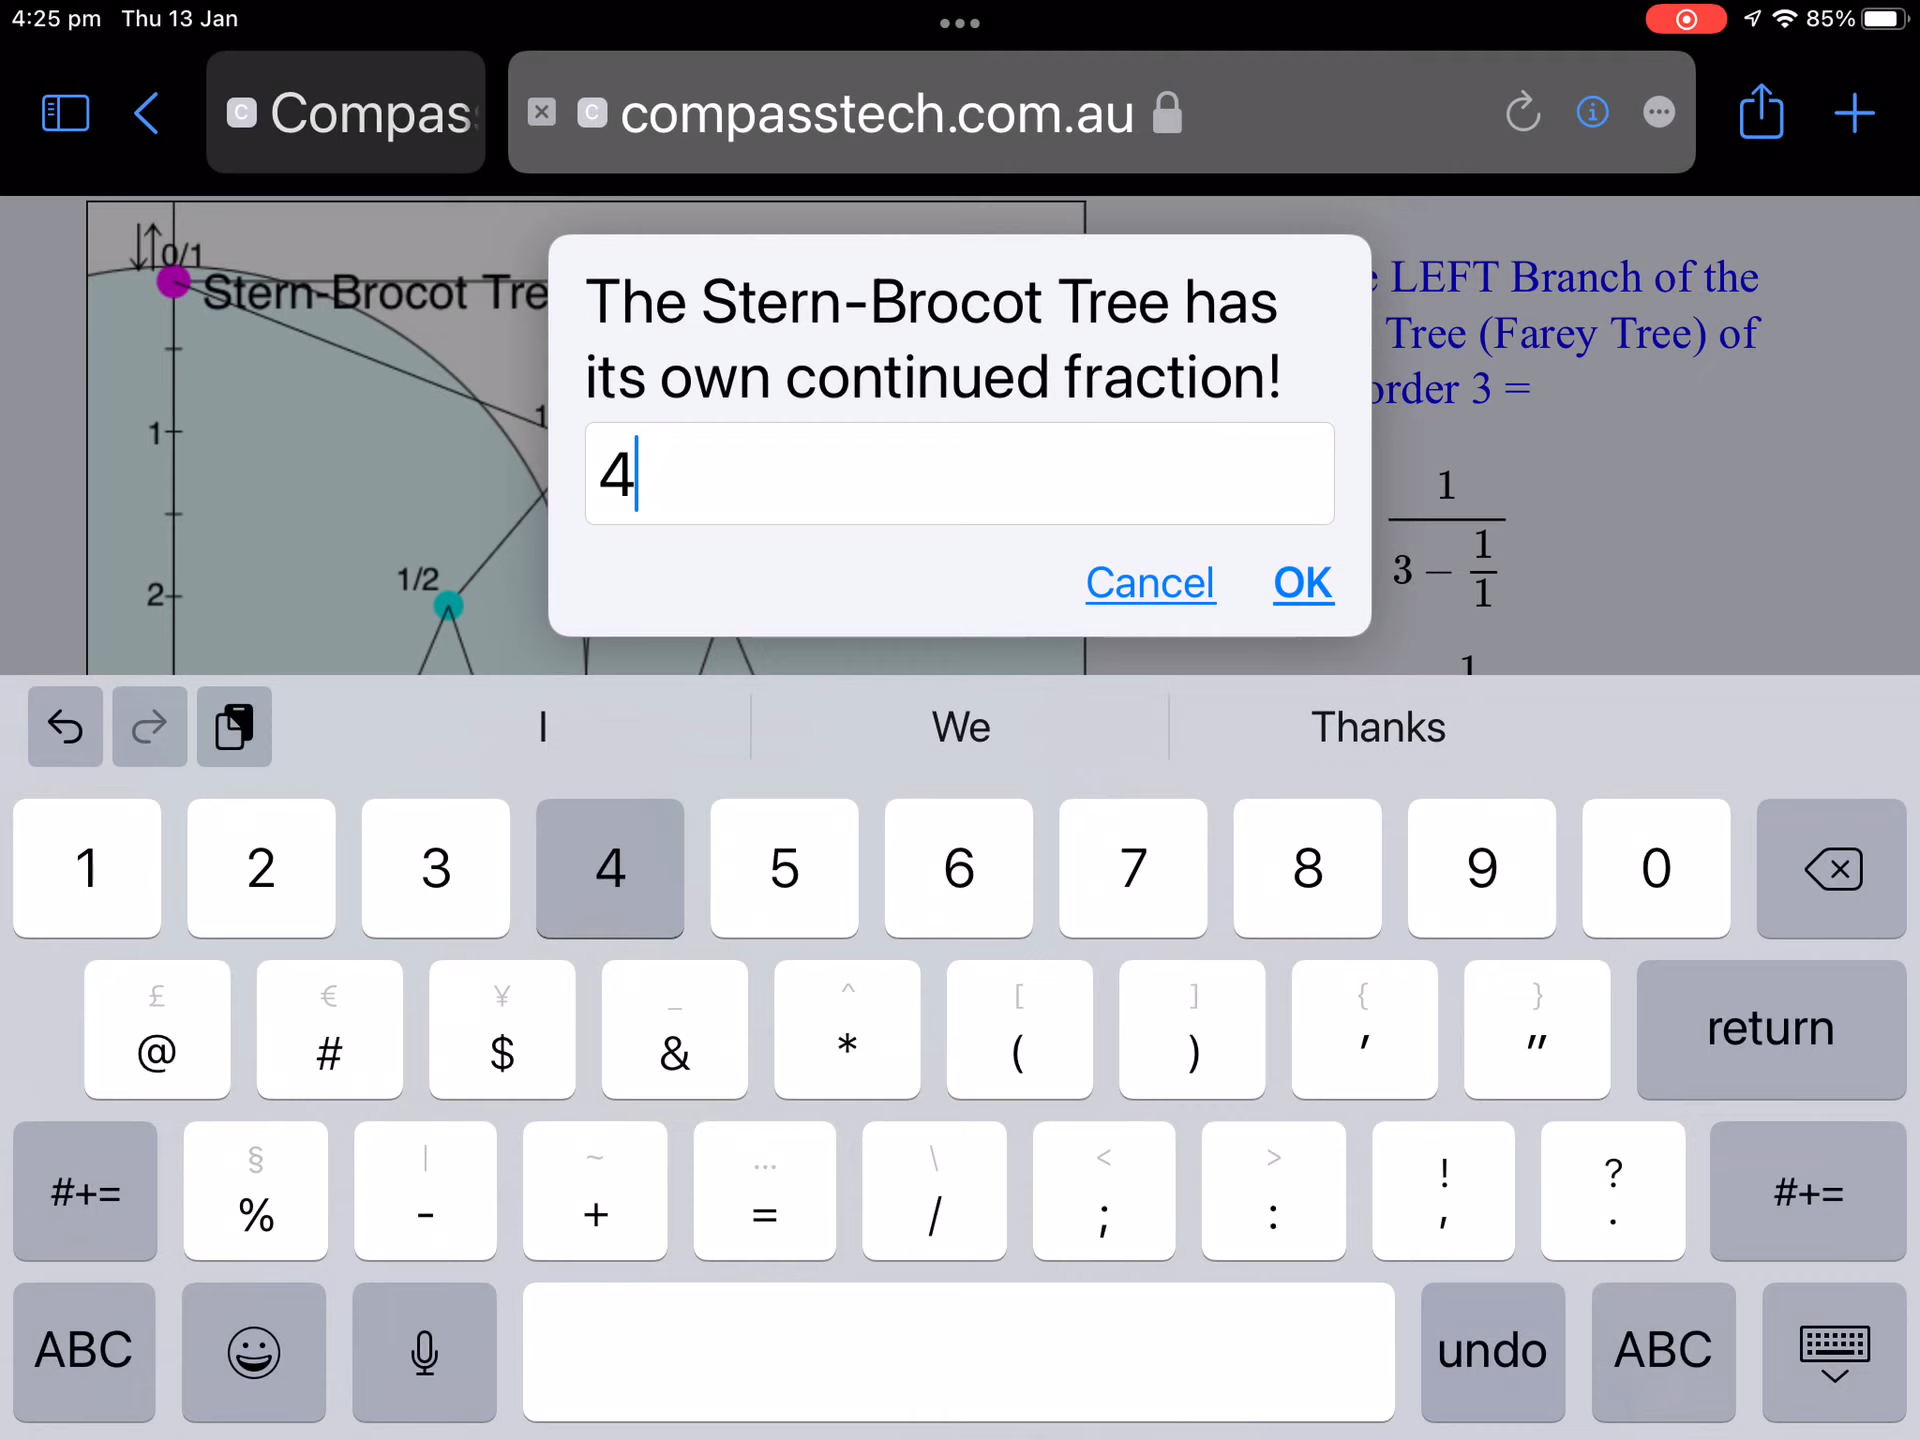 4:25 pm Thu 13 Jan
85%
Compass
compasstech.com.au
0/1
Stern-Brocot Tre
1
1
1/2
2
The Stern-Brocot Tree has
its own continued fraction!
4
Cancel OK
LEFT Branch of the
Tree (Farey Tree) of
order 3 =
1
3 − 1
1
1
I We Thanks
1 2 3 4 5 6 7 8 9 0
£ € ¥ _ ^ [ ] { }
@ # $ & * ( ) ' " return
§ | ~ ... \ < > ! ?
#+= % - + = / ; : , . #+=
ABC undo ABC